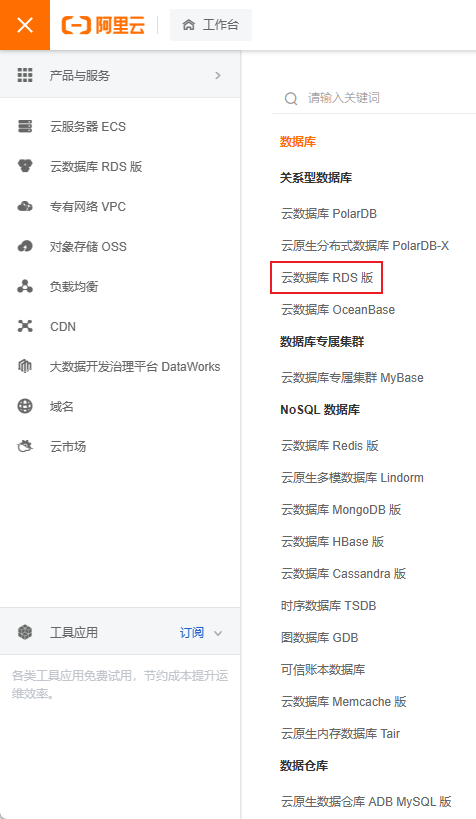 阿里云
工作台
产品与服务
云服务器 ECS
云数据库 RDS 版
专有网络 VPC
对象存储 OSS
负载均衡
CDN
大数据开发治理平台 DataWorks
域名
云市场
工具应用
订阅
各类工具应用免费试用，节约成本提升运
维效率。
请输入关键词
数据库
关系型数据库
云数据库 PolarDB
云原生分布式数据库 PolarDB-X
云数据库 RDS 版
云数据库 OceanBase
数据库专属集群
云数据库专属集群 MyBase
NoSQL 数据库
云数据库 Redis 版
云原生多模数据库 Lindorm
云数据库 MongoDB 版
云数据库 HBase 版
云数据库 Cassandra 版
时序数据库 TSDB
图数据库 GDB
可信账本数据库
云数据库 Memcache 版
云原生内存数据库 Tair
数据仓库
云原生数据仓库 ADB MySQL 版